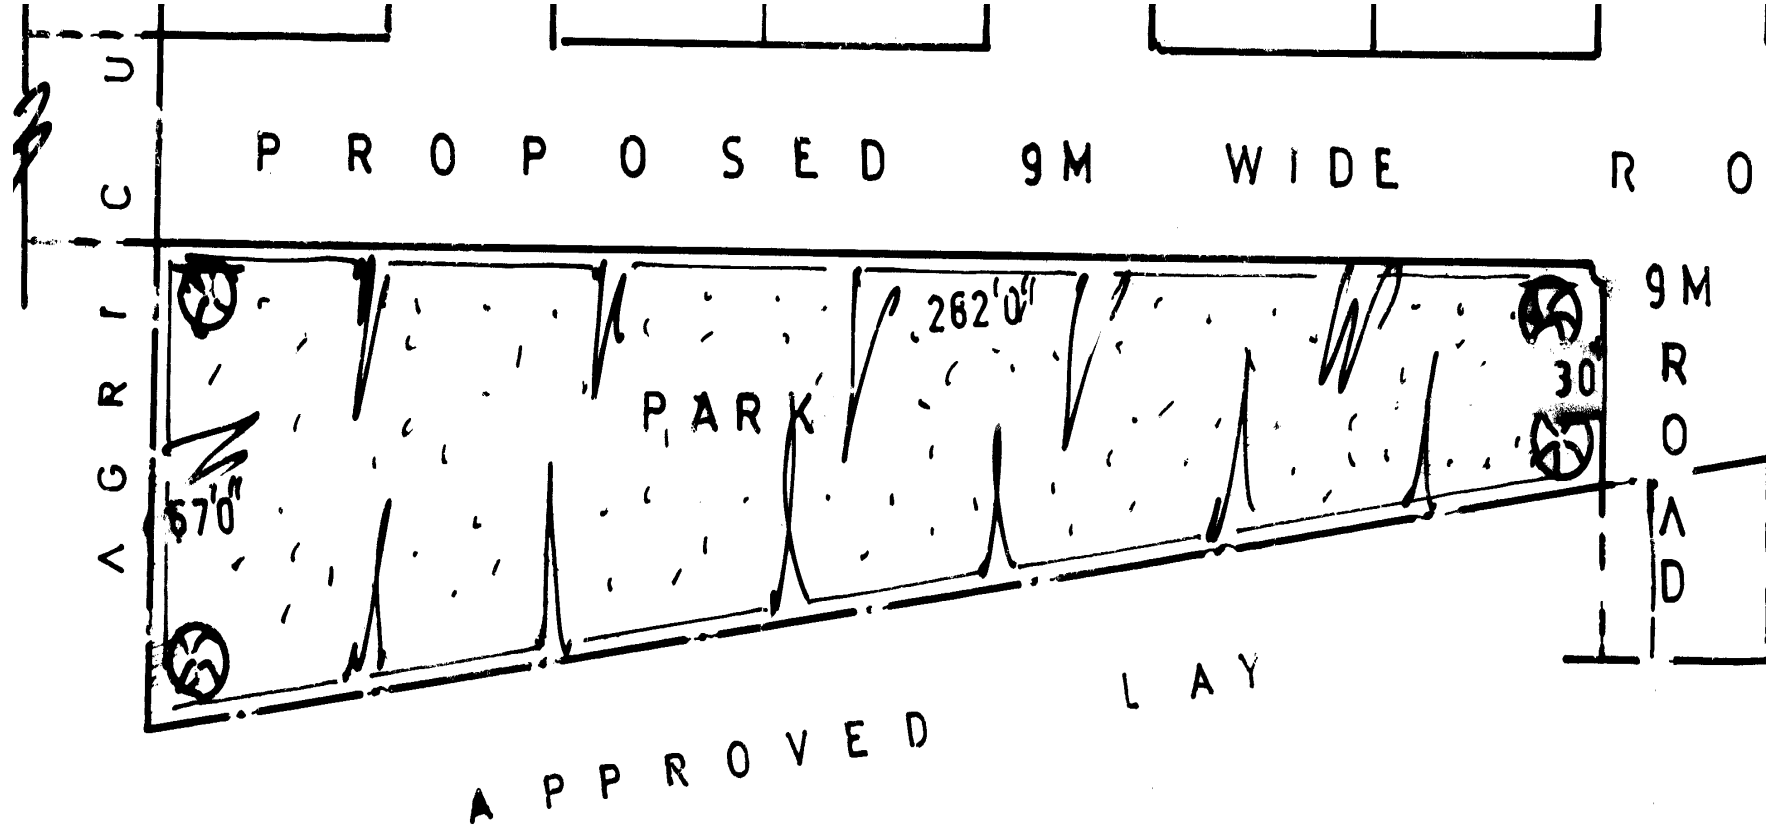 PROPOSED 9M WIDE RO
AGRICU
262'0"
9M ROAD
30
PARK
67'0"
APPROVED LAY